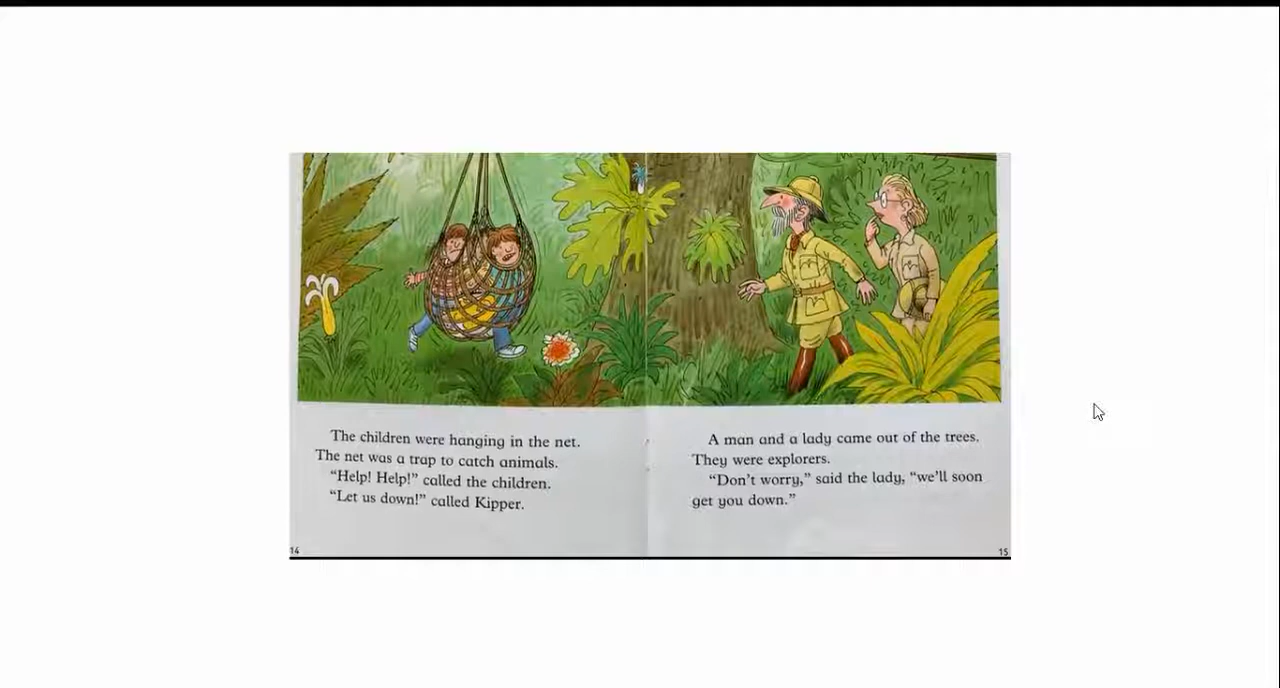 The children were hanging in the net.
The net was a trap to catch animals.
“Help! Help!” called the children.
“Let us down!” called Kipper.
14
A man and a lady came out of the trees.
They were explorers.
“Don’t worry,” said the lady, “we’ll soon
get you down.”
15